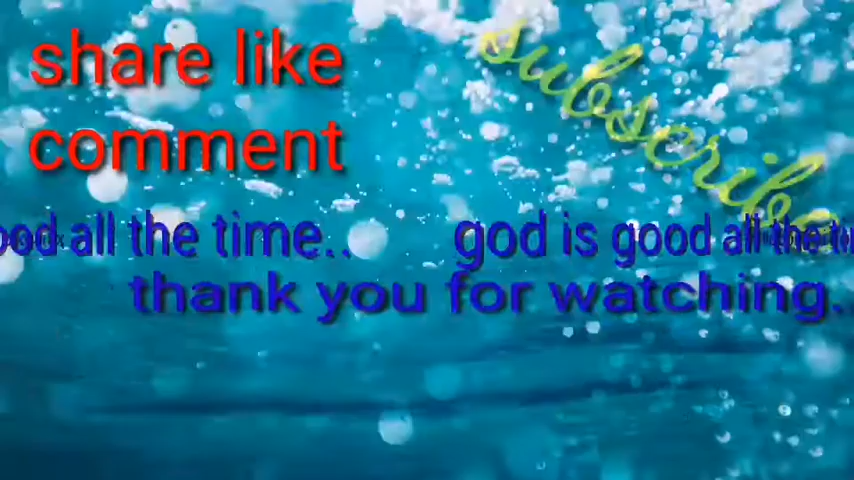 share like
comment
subscribe
ood all the time.. god is good all the
thank you for watching.